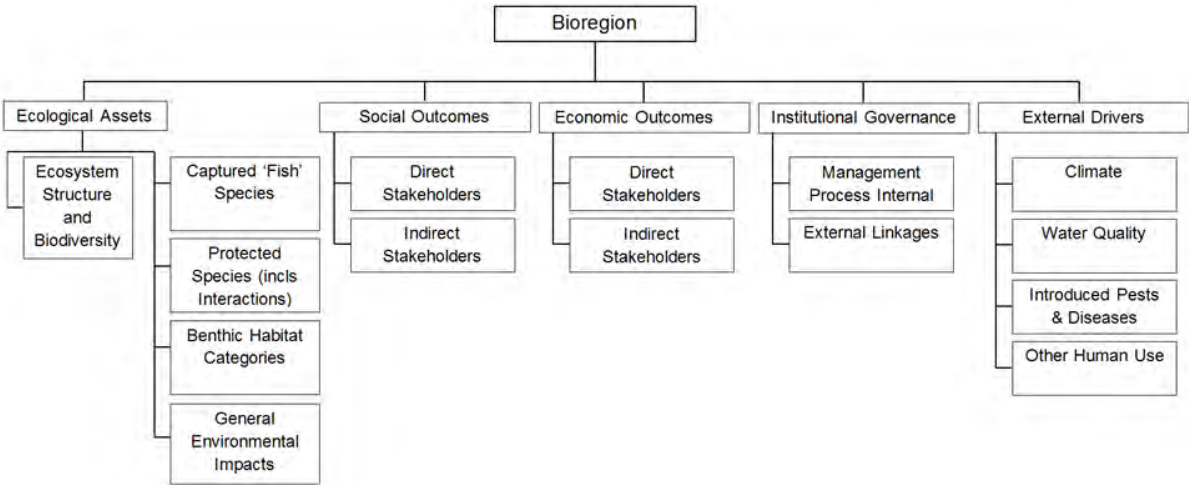 Bioregion
Ecological Assets
Social Outcomes
Economic Outcomes
Institutional Governance
External Drivers
Ecosystem
Structure
and
Biodiversity
Captured ‘Fish’
Species
Protected
Species (incls
Interactions)
Benthic Habitat
Categories
General
Environmental
Impacts
Direct
Stakeholders
Indirect
Stakeholders
Direct
Stakeholders
Indirect
Stakeholders
Management
Process Internal
External Linkages
Climate
Water Quality
Introduced Pests
& Diseases
Other Human Use